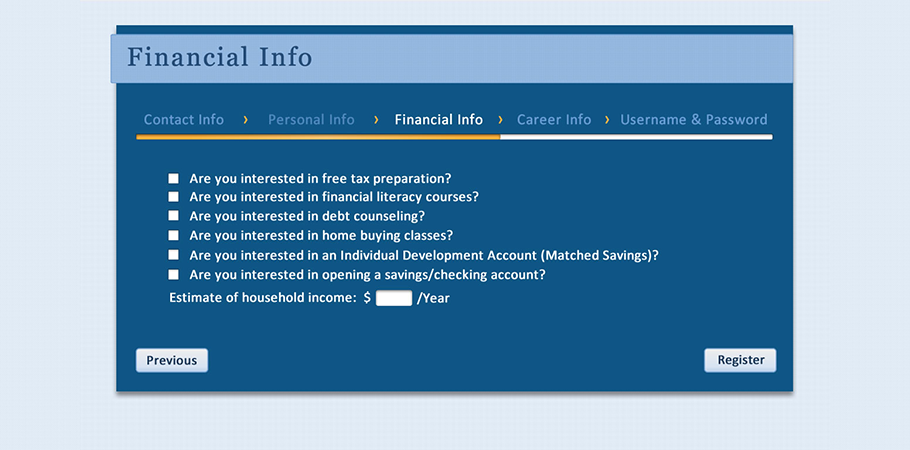 Financial Info
Contact Info › Personal Info › Financial Info › Career Info › Username & Password
Are you interested in free tax preparation?
Are you interested in financial literacy courses?
Are you interested in debt counseling?
Are you interested in home buying classes?
Are you interested in an Individual Development Account (Matched Savings)?
Are you interested in opening a savings/checking account?
Estimate of household income: $ /Year
Previous Register